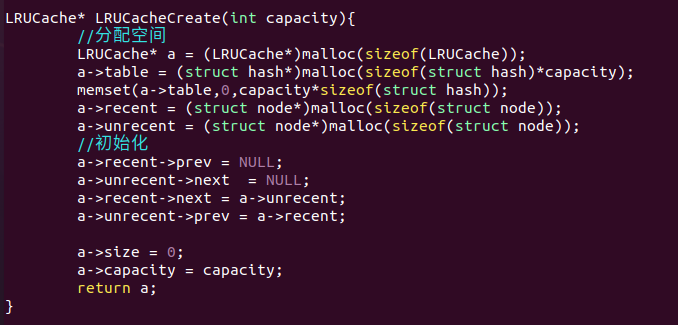 LRUCache* LRUCacheCreate(int capacity){
        //分配空间
        LRUCache* a = (LRUCache*)malloc(sizeof(LRUCache));
        a->table = (struct hash*)malloc(sizeof(struct hash)*capacity);
        memset(a->table,0,capacity*sizeof(struct hash));
        a->recent = (struct node*)malloc(sizeof(struct node));
        a->unrecent = (struct node*)malloc(sizeof(struct node));
        //初始化
        a->recent->prev = NULL;
        a->unrecent->next  = NULL;
        a->recent->next = a->unrecent;
        a->unrecent->prev = a->recent;

        a->size = 0;
        a->capacity = capacity;
        return a;
}